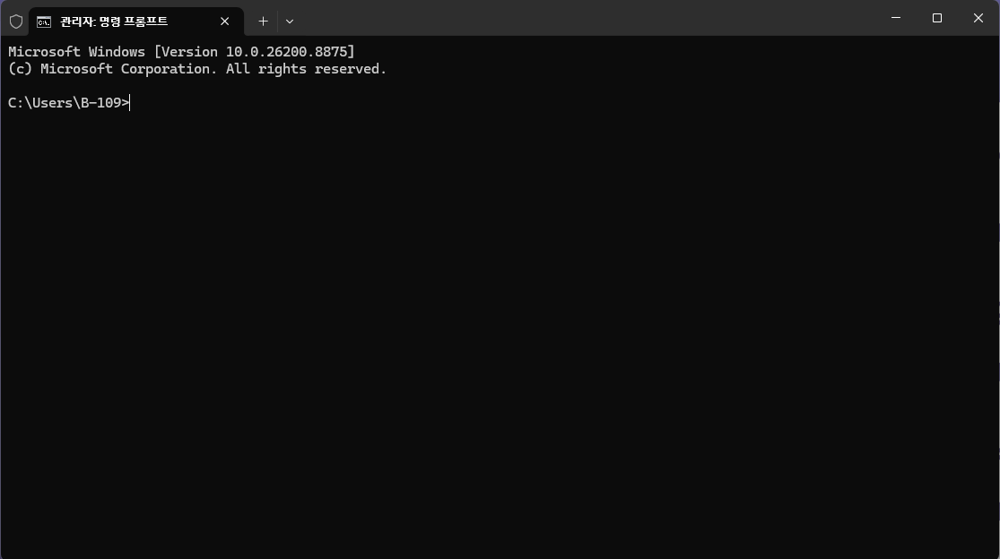 관리자: 명령 프롬프트
Microsoft Windows [Version 10.0.26200.8875]
(c) Microsoft Corporation. All rights reserved.
C:\Users\B-109>